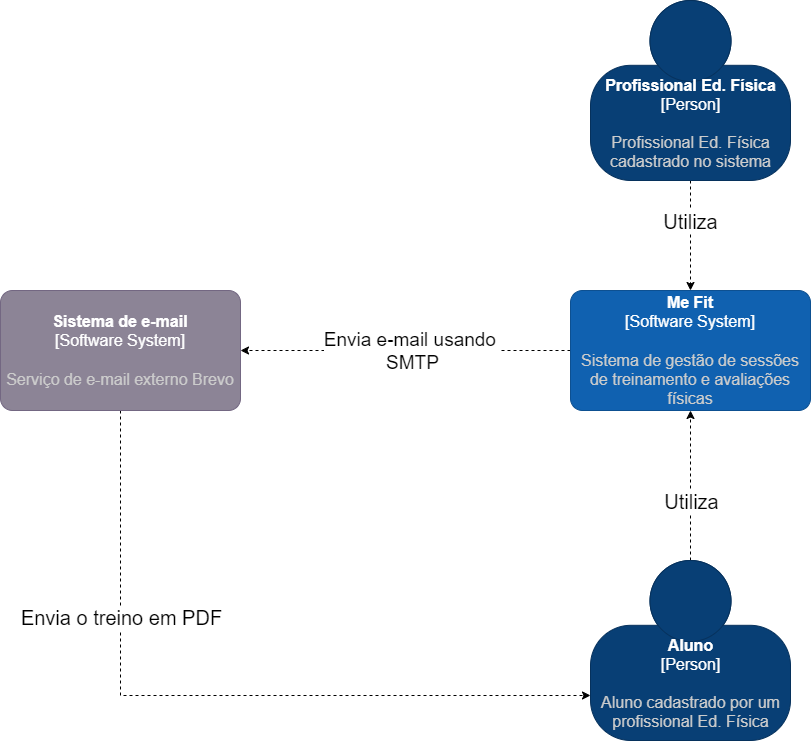 Profissional Ed. Física
[Person]
Profissional Ed. Física
cadastrado no sistema
Utiliza
Me Fit
[Software System]
Sistema de gestão de sessões
de treinamento e avaliações
físicas
Envia e-mail usando
SMTP
Sistema de e-mail
[Software System]
Serviço de e-mail externo Brevo
Utiliza
Envia o treino em PDF
Aluno
[Person]
Aluno cadastrado por um
profissional Ed. Física